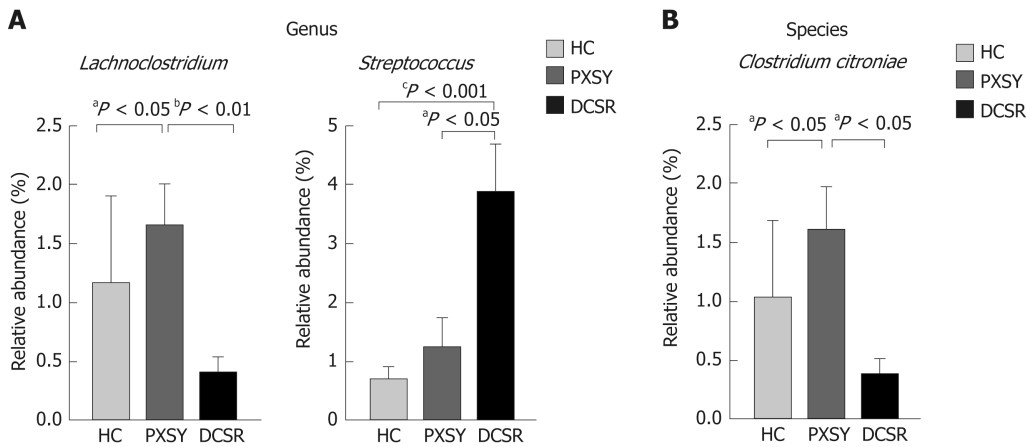 A
Genus
Lachnoclostridium
ᵃP < 0.05 ᵇP < 0.01
Relative abundance (%)
2.5
2.0
1.5
1.0
0.5
0.0
HC PXSY DCSR
Streptococcus
ᶜP < 0.001
ᵃP < 0.05
Relative abundance (%)
5
4
3
2
1
0
HC PXSY DCSR
HC
PXSY
DCSR
B
Species
Clostridium citroniae
ᵃP < 0.05 ᵃP < 0.05
Relative abundance (%)
2.5
2.0
1.5
1.0
0.5
0.0
HC PXSY DCSR
HC
PXSY
DCSR